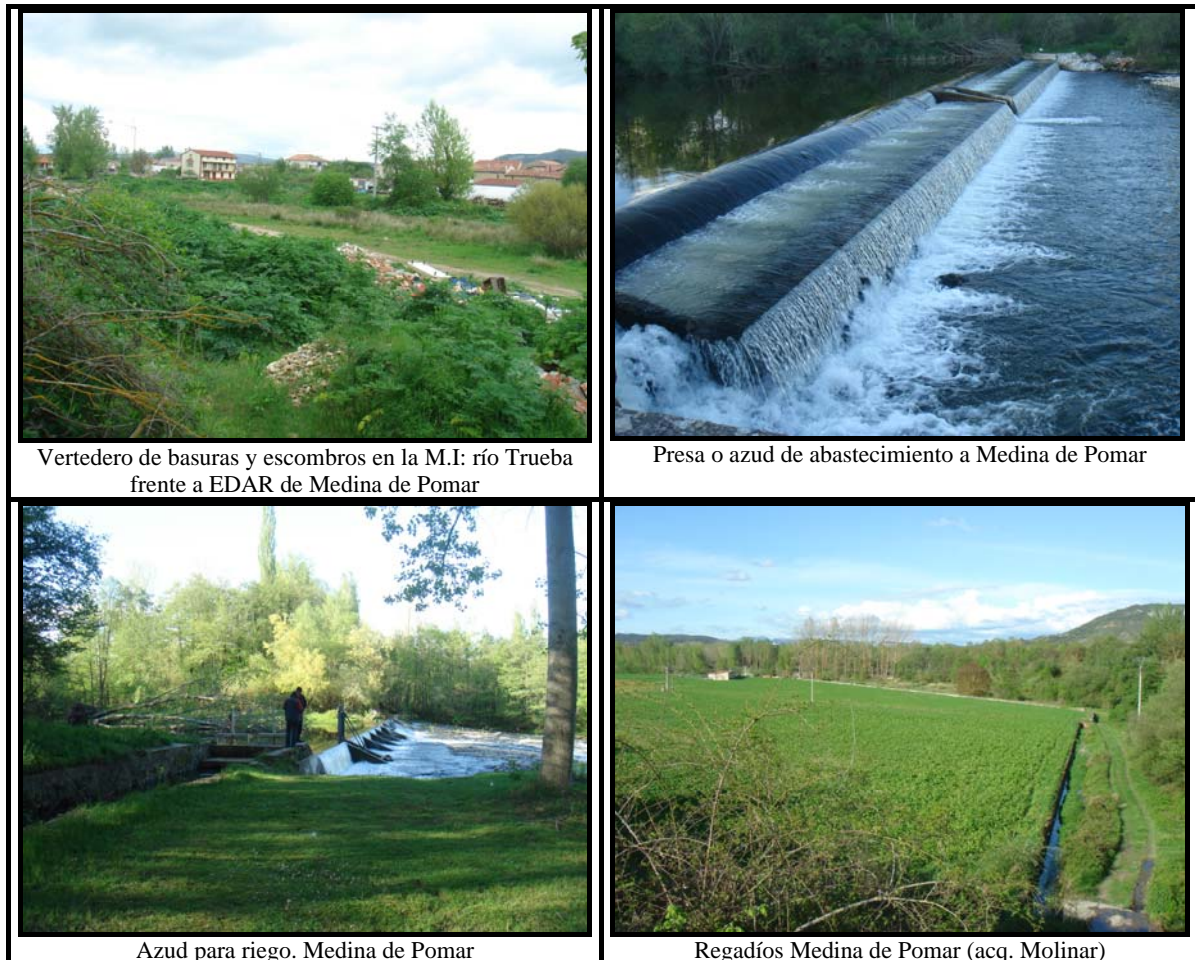 Vertedero de basuras y escombros en la M.I: río Trueba
frente a EDAR de Medina de Pomar
Presa o azud de abastecimiento a Medina de Pomar
Azud para riego. Medina de Pomar
Regadíos Medina de Pomar (acq. Molinar)